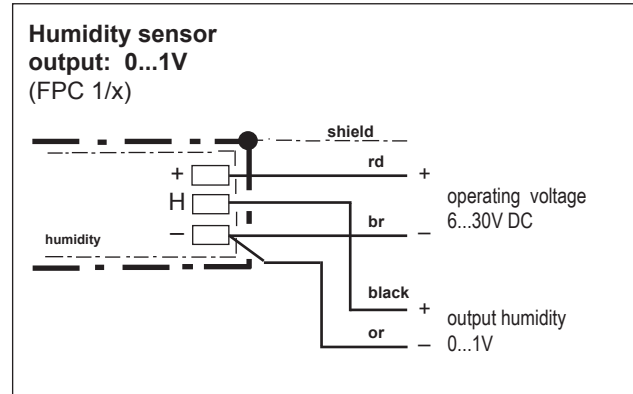 Humidity sensor
output: 0...1V
(FPC 1/x)
shield
rd
+ +
operating voltage
H
6...30V DC
br
– –
humidity
black
+
output humidity
or
– 0...1V